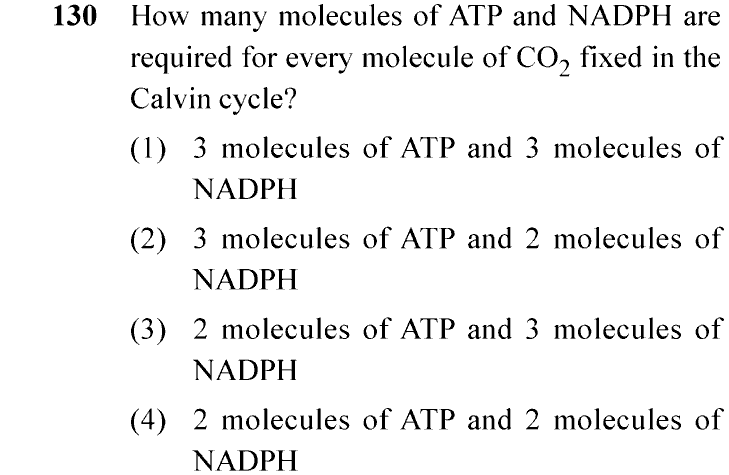 130 How many molecules of ATP and NADPH are
required for every molecule of CO₂ fixed in the
Calvin cycle?
(1) 3 molecules of ATP and 3 molecules of
NADPH
(2) 3 molecules of ATP and 2 molecules of
NADPH
(3) 2 molecules of ATP and 3 molecules of
NADPH
(4) 2 molecules of ATP and 2 molecules of
NADPH